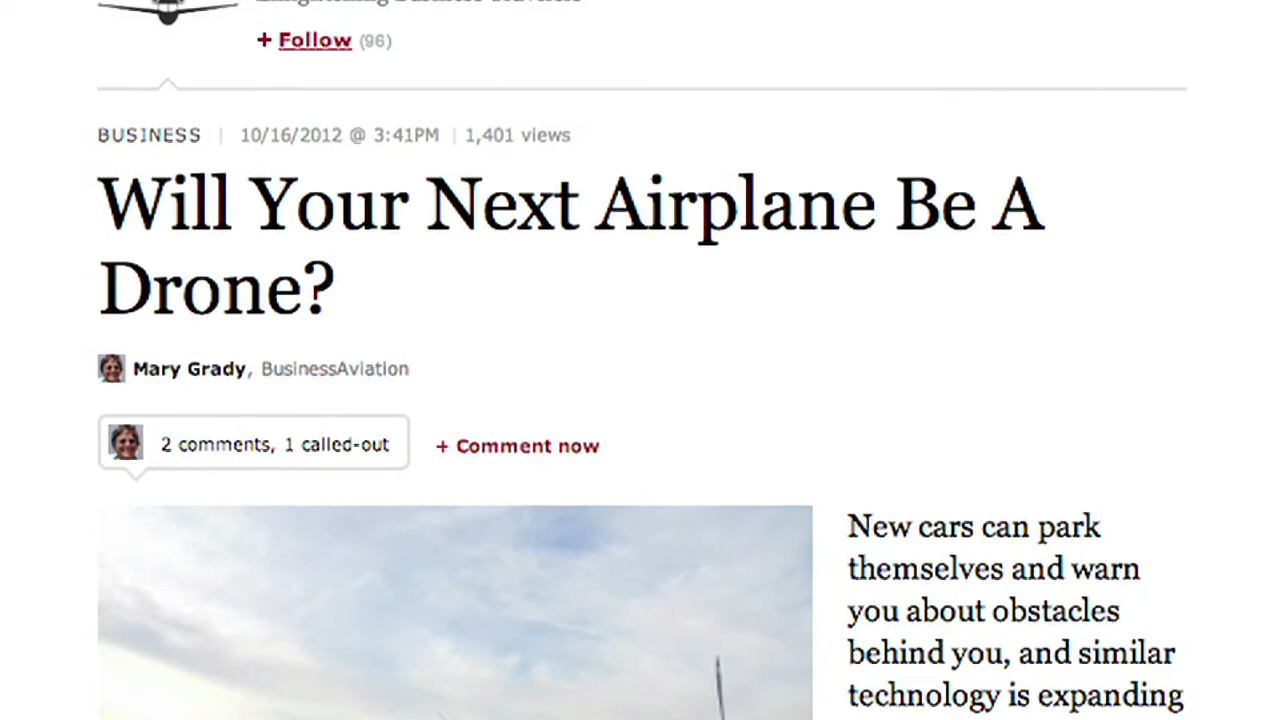 + Follow (96)
BUSINESS | 10/16/2012 @ 3:41PM | 1,401 views
Will Your Next Airplane Be A
Drone?
Mary Grady, BusinessAviation
2 comments, 1 called-out + Comment now
New cars can park
themselves and warn
you about obstacles
behind you, and similar
technology is expanding